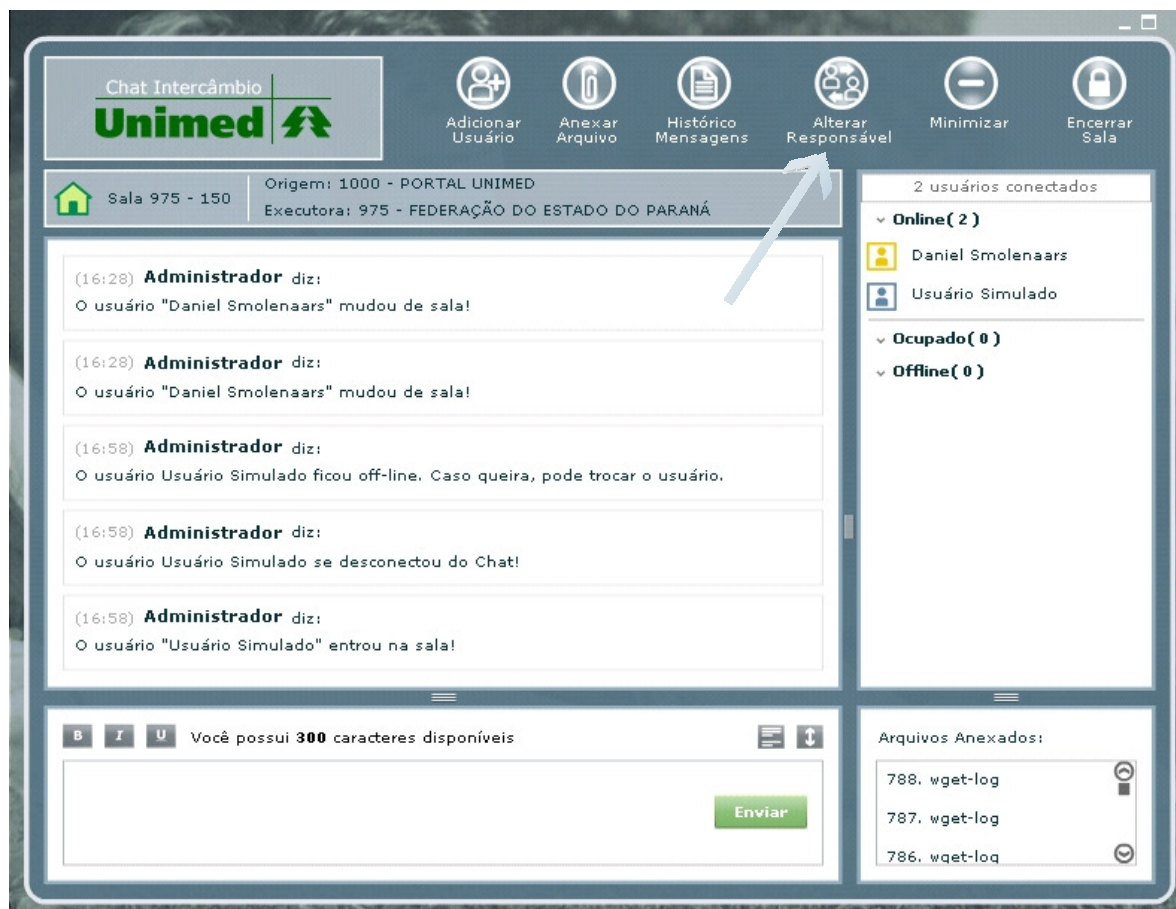 Chat Intercâmbio
Unimed
Adicionar
Usuário
Anexar
Arquivo
Histórico
Mensagens
Alterar
Responsável
Minimizar
Encerrar
Sala
Sala 975 - 150
Origem: 1000 - PORTAL UNIMED
Executora: 975 - FEDERAÇÃO DO ESTADO DO PARANÁ
(16:28) Administrador diz:
O usuário "Daniel Smolenaars" mudou de sala!
(16:28) Administrador diz:
O usuário "Daniel Smolenaars" mudou de sala!
(16:58) Administrador diz:
O usuário Usuário Simulado ficou off-line. Caso queira, pode trocar o usuário.
(16:58) Administrador diz:
O usuário Usuário Simulado se desconectou do Chat!
(16:58) Administrador diz:
O usuário "Usuário Simulado" entrou na sala!
2 usuários conectados
Online( 2 )
Daniel Smolenaars
Usuário Simulado
Ocupado( 0 )
Offline( 0 )
B I U Você possui 300 caracteres disponíveis
Enviar
Arquivos Anexados:
788. wget-log
787. wget-log
786. wget-log